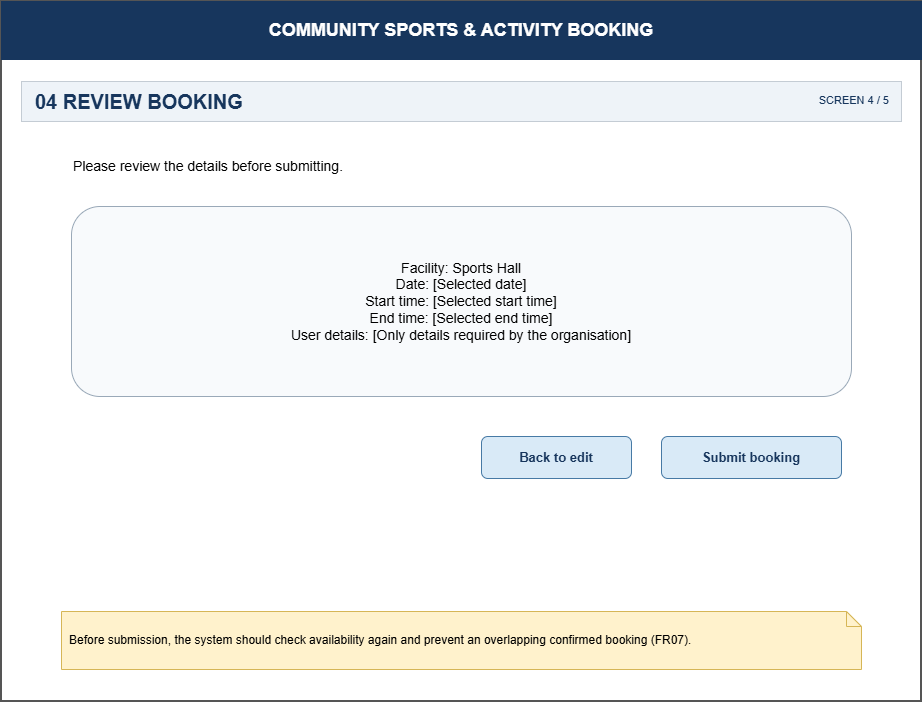 COMMUNITY SPORTS & ACTIVITY BOOKING
04 REVIEW BOOKING
SCREEN 4 / 5
Please review the details before submitting.
Facility: Sports Hall
Date: [Selected date]
Start time: [Selected start time]
End time: [Selected end time]
User details: [Only details required by the organisation]
Back to edit
Submit booking
Before submission, the system should check availability again and prevent an overlapping confirmed booking (FR07).